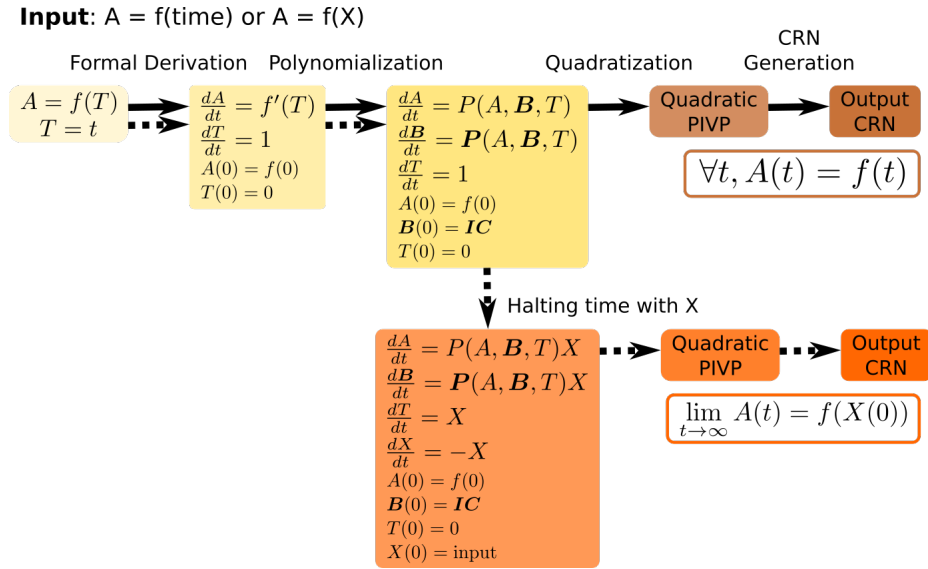 Input: A = f(time) or A = f(X)
Formal Derivation
Polynomialization
Quadratization
CRN
Generation
A = f(T)
T = t
dA/dt = f'(T)
dT/dt = 1
A(0) = f(0)
T(0) = 0
dA/dt = P(A, B, T)
dB/dt = P(A, B, T)
dT/dt = 1
A(0) = f(0)
B(0) = IC
T(0) = 0
Quadratic
PIVP
Output
CRN
∀t, A(t) = f(t)
Halting time with X
dA/dt = P(A, B, T)X
dB/dt = P(A, B, T)X
dT/dt = X
dX/dt = −X
A(0) = f(0)
B(0) = IC
T(0) = 0
X(0) = input
Quadratic
PIVP
Output
CRN
lim t→∞ A(t) = f(X(0))